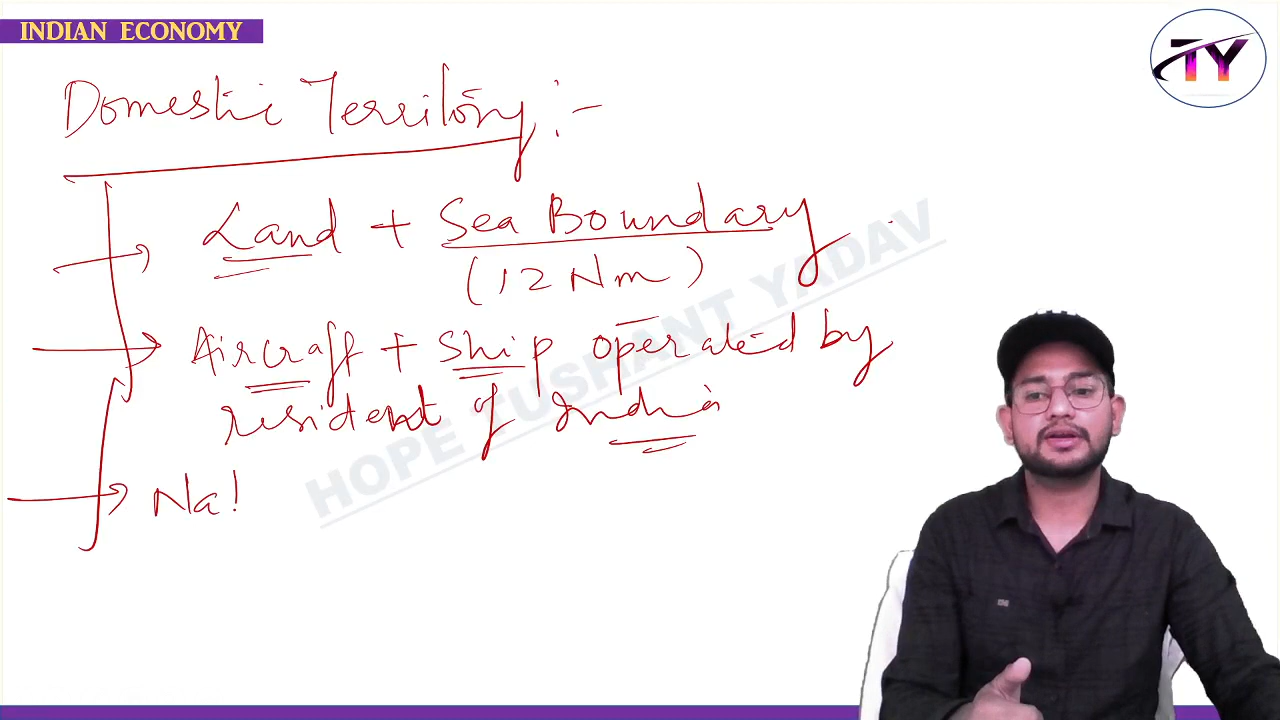 INDIAN ECONOMY
TY
Domestic Territory :-
Land + Sea Boundary
(12 Nm)
Aircraft + Ship operated by
resident of India
Na!
HOPE TUSHANT YADAV